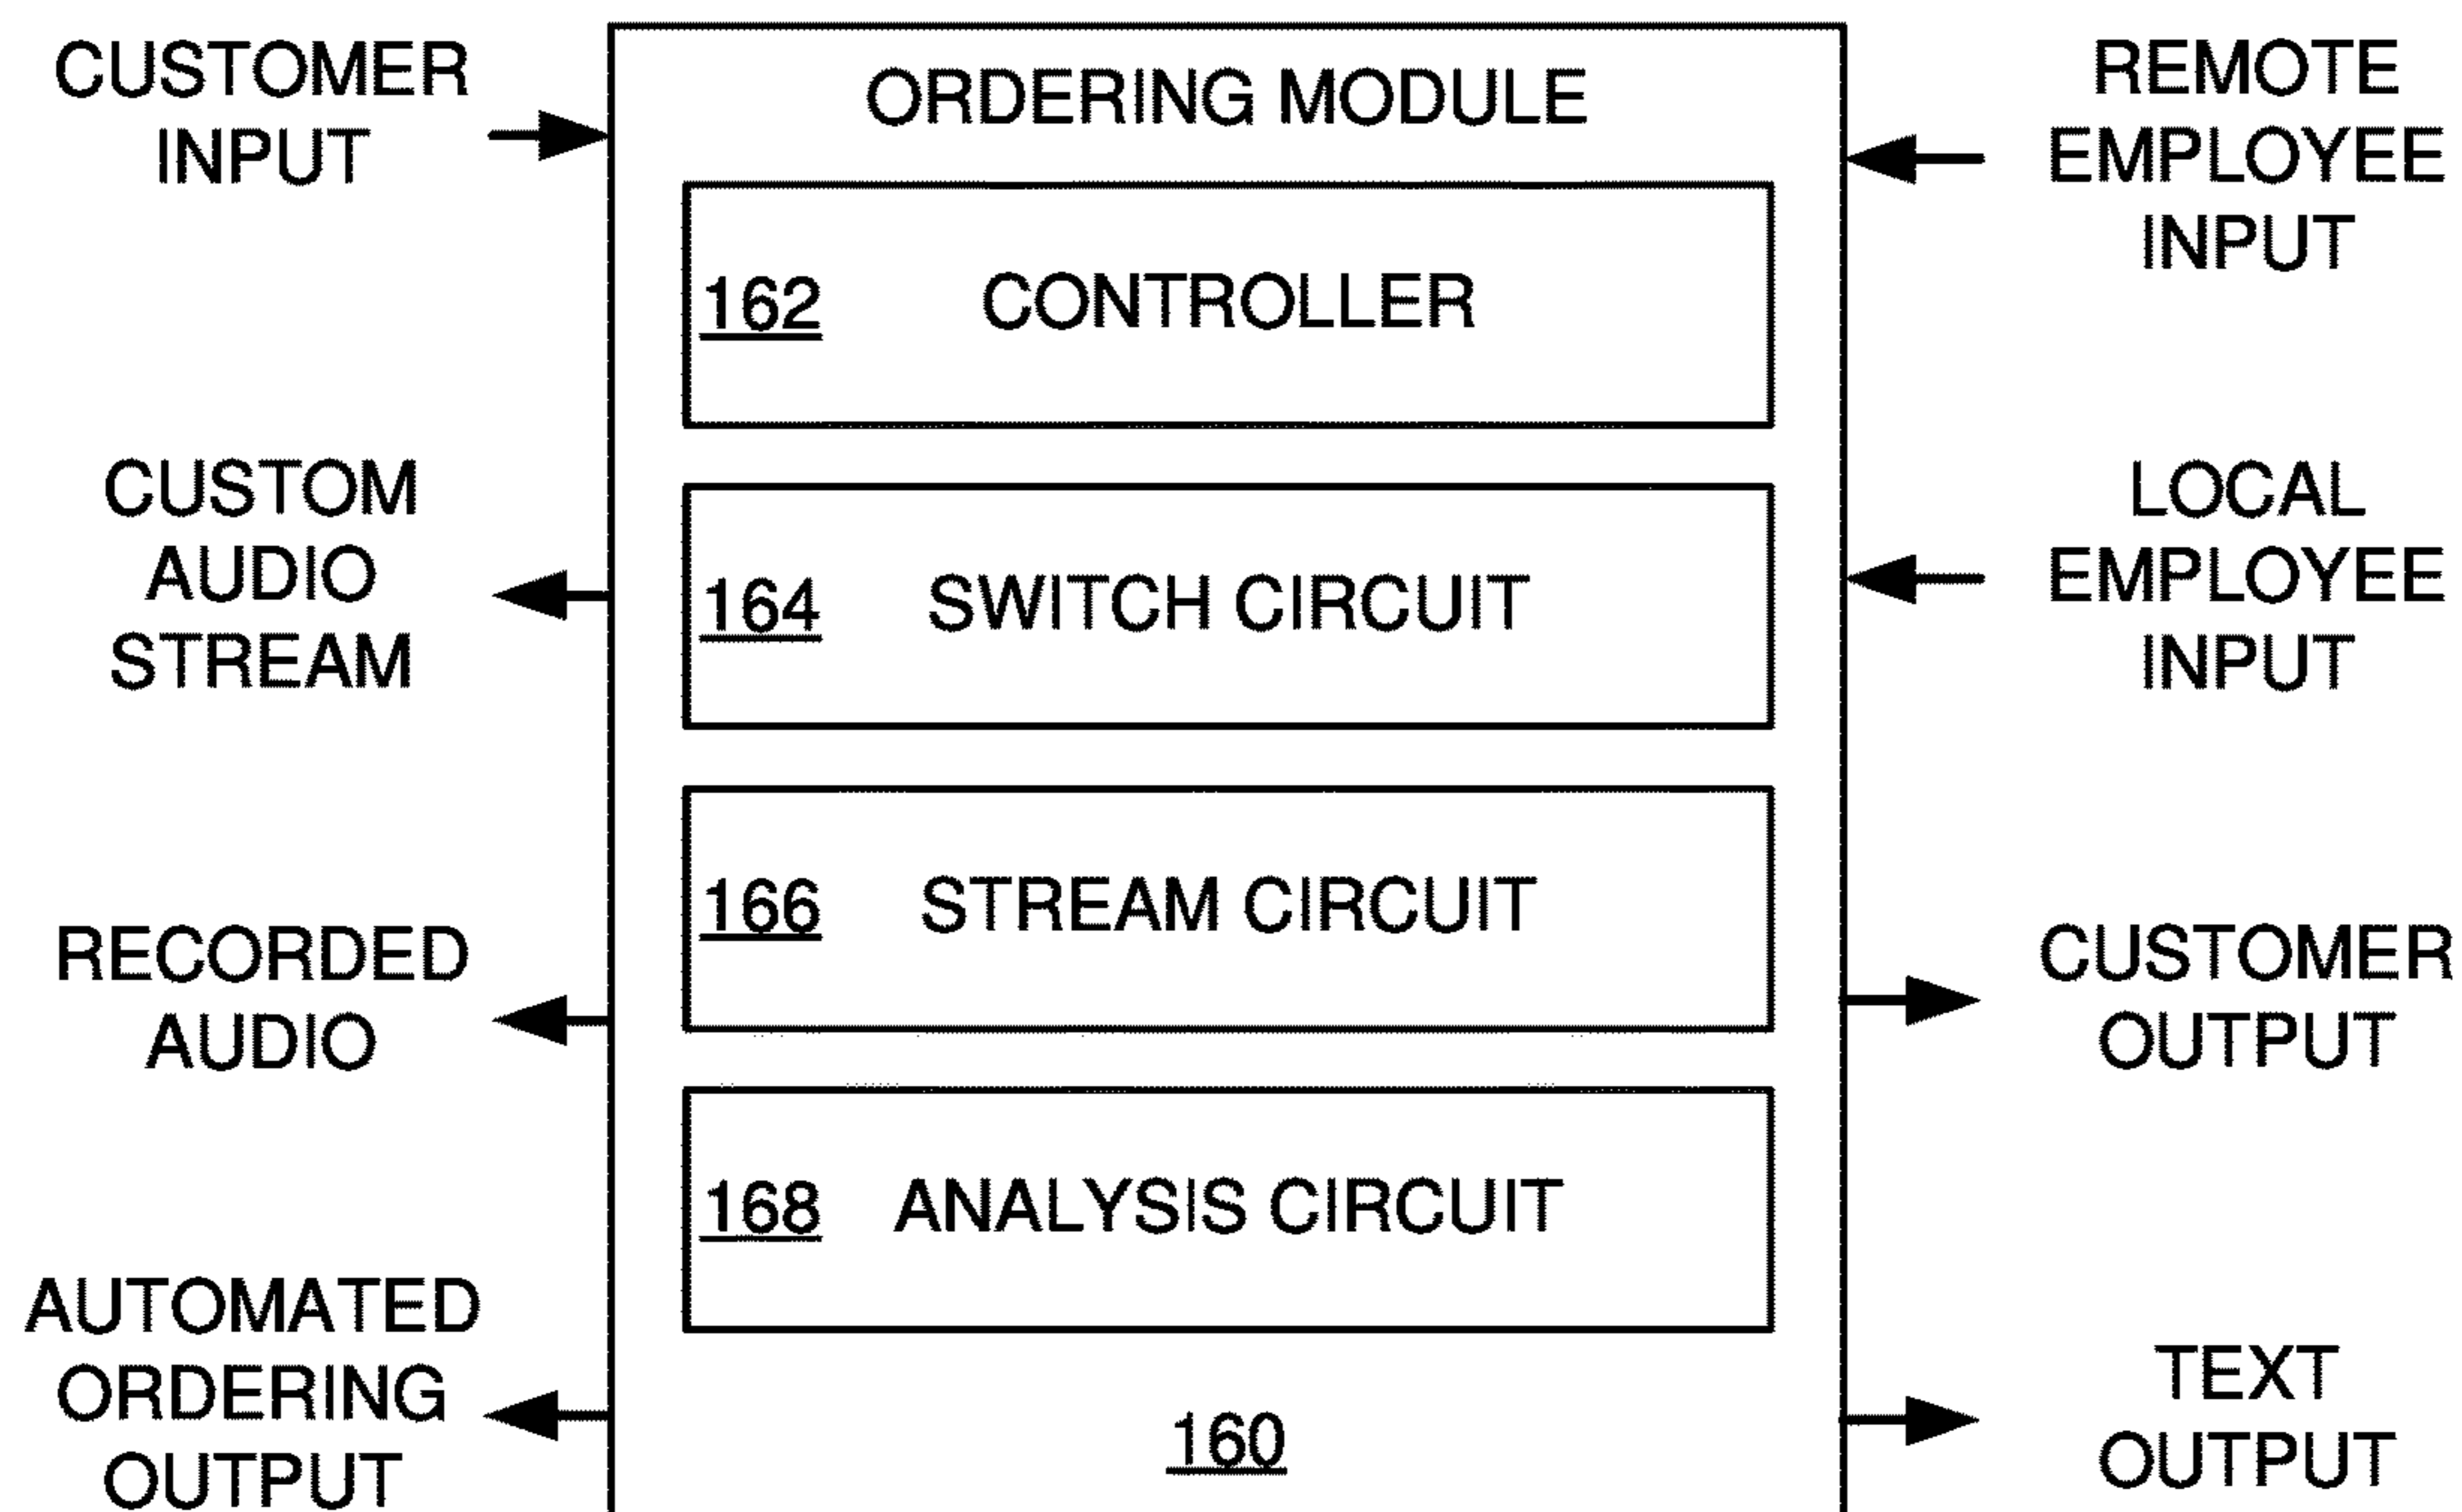 CUSTOMER
INPUT
CUSTOM
AUDIO
STREAM
RECORDED
AUDIO
AUTOMATED
ORDERING
OUTPUT
ORDERING MODULE
162 CONTROLLER
164 SWITCH CIRCUIT
166 STREAM CIRCUIT
168 ANALYSIS CIRCUIT
160
REMOTE
EMPLOYEE
INPUT
LOCAL
EMPLOYEE
INPUT
CUSTOMER
OUTPUT
TEXT
OUTPUT